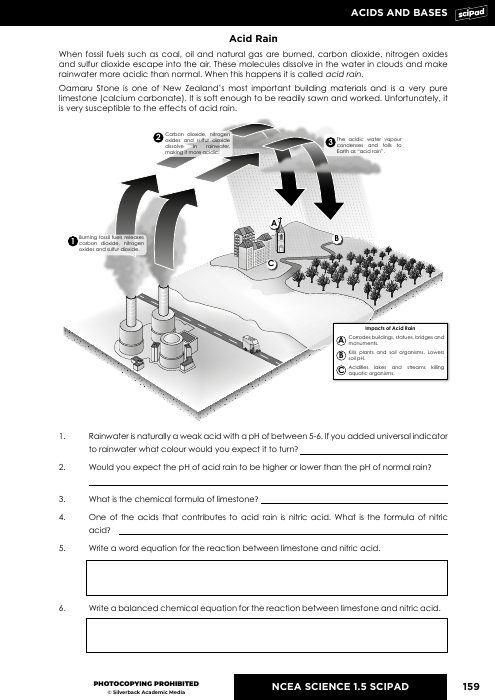 ACIDS AND BASES
scipad
Acid Rain
When fossil fuels such as coal, oil and natural gas are burned, carbon dioxide, nitrogen oxides
and sulfur dioxide escape into the air. These molecules dissolve in the water in clouds and make
rainwater more acidic than normal. When this happens it is called acid rain.
Oamaru Stone is one of New Zealand's most important building materials and is a very pure
limestone (calcium carbonate). It is soft enough to be readily sawn and worked. Unfortunately, it
is very susceptible to the effects of acid rain.
2
Carbon dioxide, nitrogen
oxides and sulfur dioxide
dissolve in rainwater,
making it more acidic.
3
The acidic water vapour
condenses and falls to
Earth as "acid rain".
1
Burning fossil fuels releases
carbon dioxide, nitrogen
oxides and sulfur dioxide.
A
B
C
Impacts of Acid Rain
A Corrodes buildings, statues, bridges and
monuments.
B Kills plants and soil organisms. Lowers
soil pH.
C Acidifies lakes and streams killing
aquatic organisms.
1. Rainwater is naturally a weak acid with a pH of between 5-6. If you added universal indicator
to rainwater what colour would you expect it to turn?
2. Would you expect the pH of acid rain to be higher or lower than the pH of normal rain?
3. What is the chemical formula of limestone?
4. One of the acids that contributes to acid rain is nitric acid. What is the formula of nitric
acid?
5. Write a word equation for the reaction between limestone and nitric acid.
6. Write a balanced chemical equation for the reaction between limestone and nitric acid.
PHOTOCOPYING PROHIBITED
© Silverback Academic Media
NCEA SCIENCE 1.5 SCIPAD
159